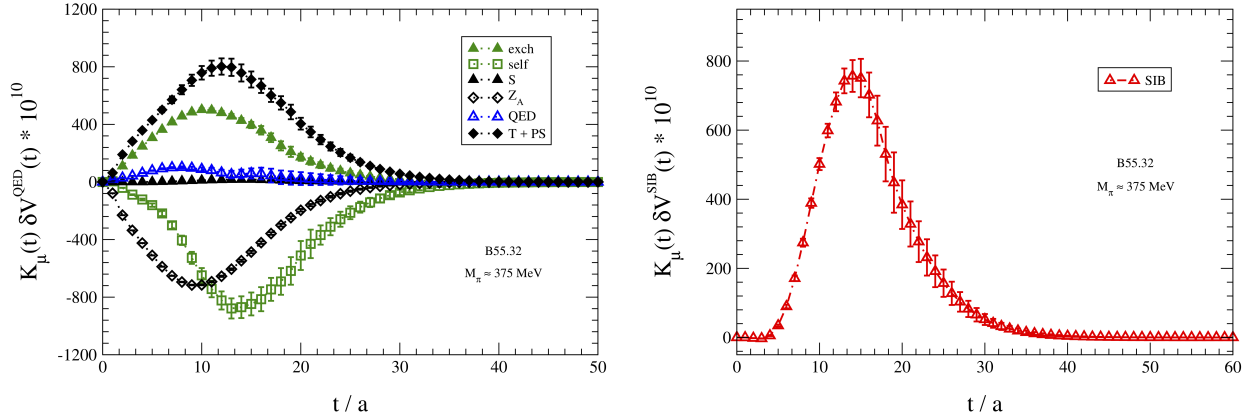 1200
800
400
0
-400
-800
-1200
K_μ(t) δV^QED(t) * 10^10
0
10
20
30
40
50
t / a
exch
self
S
Z_A
QED
T + PS
B55.32
M_π ≈ 375 MeV
800
600
400
200
0
K_μ(t) δV^SIB(t) * 10^10
0
10
20
30
40
50
60
t / a
SIB
B55.32
M_π ≈ 375 MeV